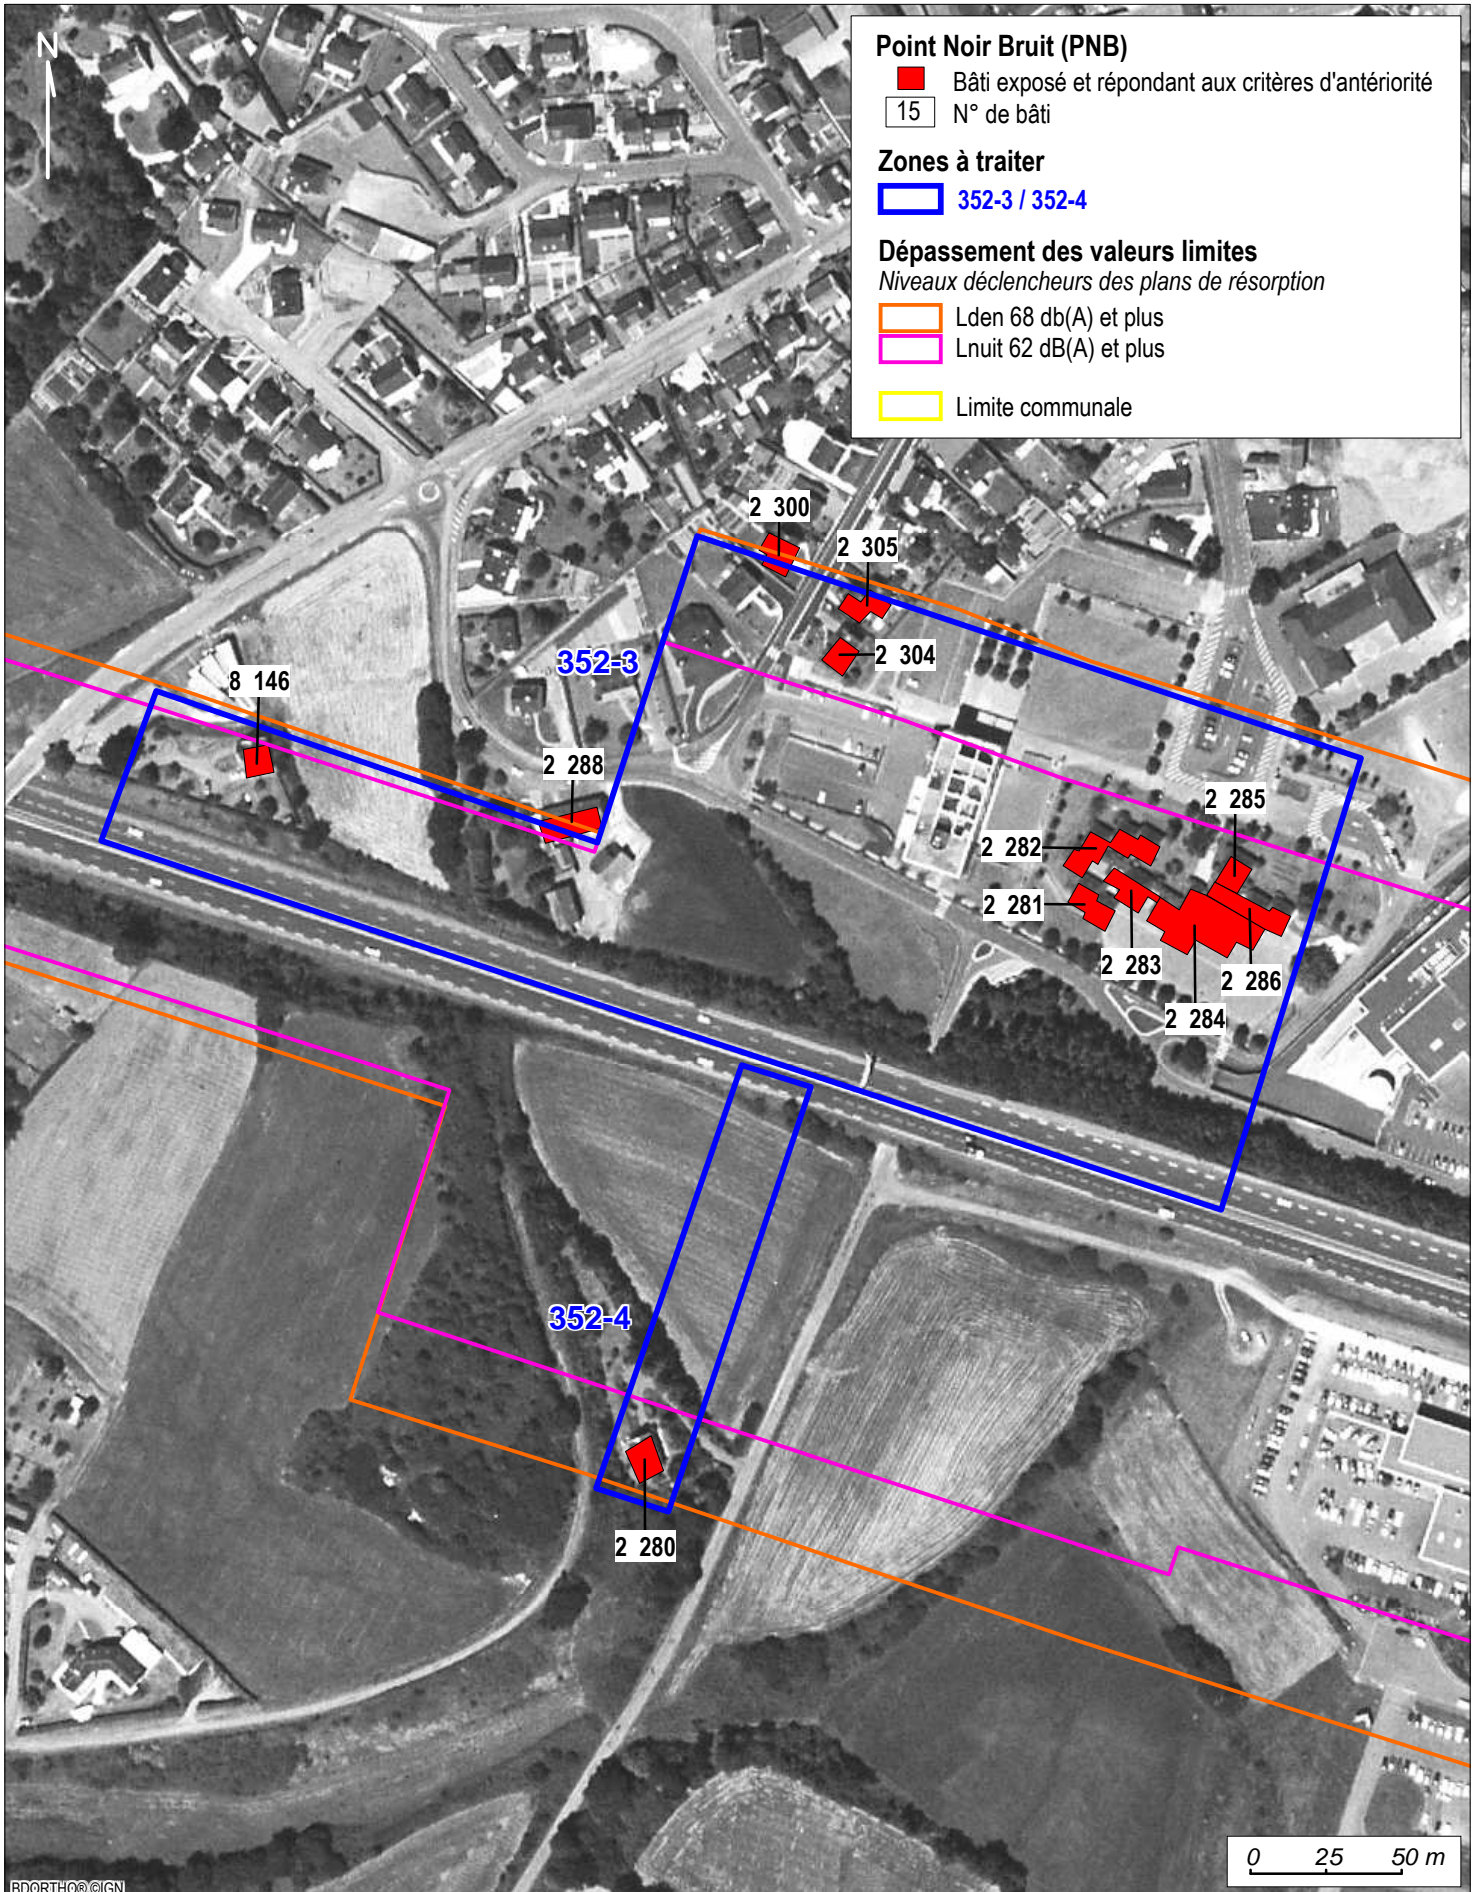 N
Point Noir Bruit (PNB)
Bâti exposé et répondant aux critères d'antériorité
15 N° de bâti
Zones à traiter
352-3 / 352-4
Dépassement des valeurs limites
Niveaux déclencheurs des plans de résorption
Lden 68 db(A) et plus
Lnuit 62 dB(A) et plus
Limite communale
2 300
2 305
2 304
352-3
8 146
2 288
2 285
2 282
2 281
2 283
2 286
2 284
352-4
2 280
0 25 50 m
BDORTHO® ©IGN